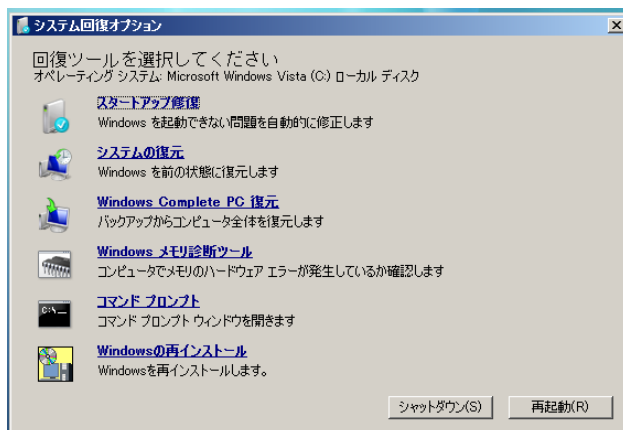 システム回復オプション
回復ツールを選択してください
オペレーティング システム: Microsoft Windows Vista (C:) ローカル ディスク
スタートアップ修復
Windows を起動できない問題を自動的に修正します
システムの復元
Windows を前の状態に復元します
Windows Complete PC 復元
バックアップからコンピュータ全体を復元します
Windows メモリ診断ツール
コンピュータでメモリのハードウェア エラーが発生しているか確認します
C:\_
コマンド プロンプト
コマンド プロンプト ウィンドウを開きます
Windowsの再インストール
Windowsを再インストールします。
シャットダウン(S) 再起動(R)